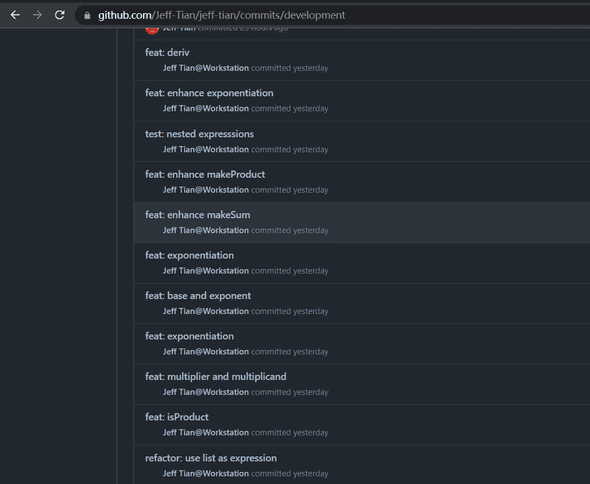 github.com/Jeff-Tian/jeff-tian/commits/development
Jeff-Tian committed 23 hours ago
feat: deriv
Jeff Tian@Workstation committed yesterday
feat: enhance exponentiation
Jeff Tian@Workstation committed yesterday
test: nested expresssions
Jeff Tian@Workstation committed yesterday
feat: enhance makeProduct
Jeff Tian@Workstation committed yesterday
feat: enhance makeSum
Jeff Tian@Workstation committed yesterday
feat: exponentiation
Jeff Tian@Workstation committed yesterday
feat: base and exponent
Jeff Tian@Workstation committed yesterday
feat: exponentiation
Jeff Tian@Workstation committed yesterday
feat: multiplier and multiplicand
Jeff Tian@Workstation committed yesterday
feat: isProduct
Jeff Tian@Workstation committed yesterday
refactor: use list as expression
Jeff Tian@Workstation committed yesterday